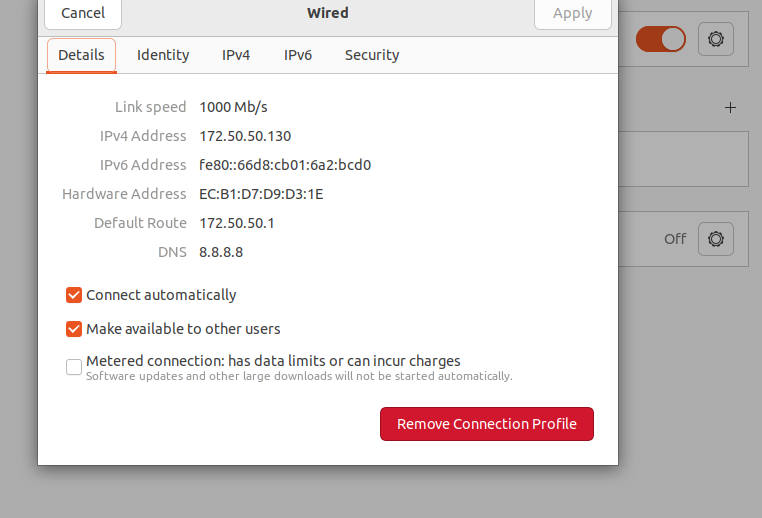 Cancel Wired Apply
Details Identity IPv4 IPv6 Security
Link speed 1000 Mb/s
IPv4 Address 172.50.50.130
IPv6 Address fe80::66d8:cb01:6a2:bcd0
Hardware Address EC:B1:D7:D9:D3:1E
Default Route 172.50.50.1
Off
DNS 8.8.8.8
Connect automatically
Make available to other users
Metered connection: has data limits or can incur charges
Software updates and other large downloads will not be started automatically.
Remove Connection Profile